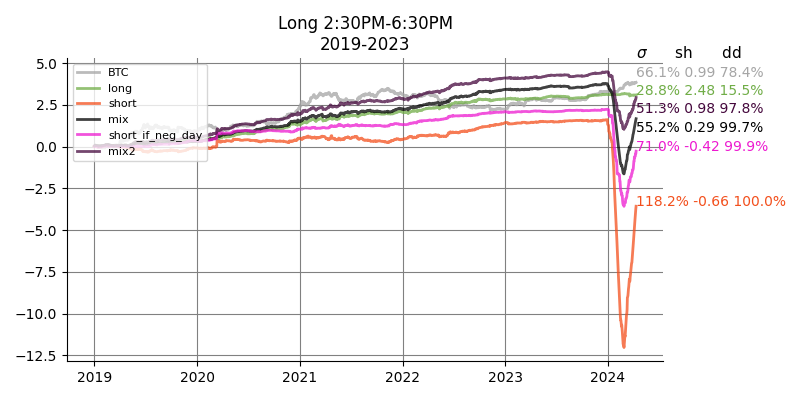 Long 2:30PM-6:30PM
2019-2023
σ sh dd
5.0
2.5
0.0
−2.5
−5.0
−7.5
−10.0
−12.5
BTC
long
short
mix
short_if_neg_day
mix2
66.1% 0.99 78.4%
28.8% 2.48 15.5%
51.3% 0.98 97.8%
55.2% 0.29 99.7%
71.0% -0.42 99.9%
118.2% -0.66 100.0%
2019 2020 2021 2022 2023 2024